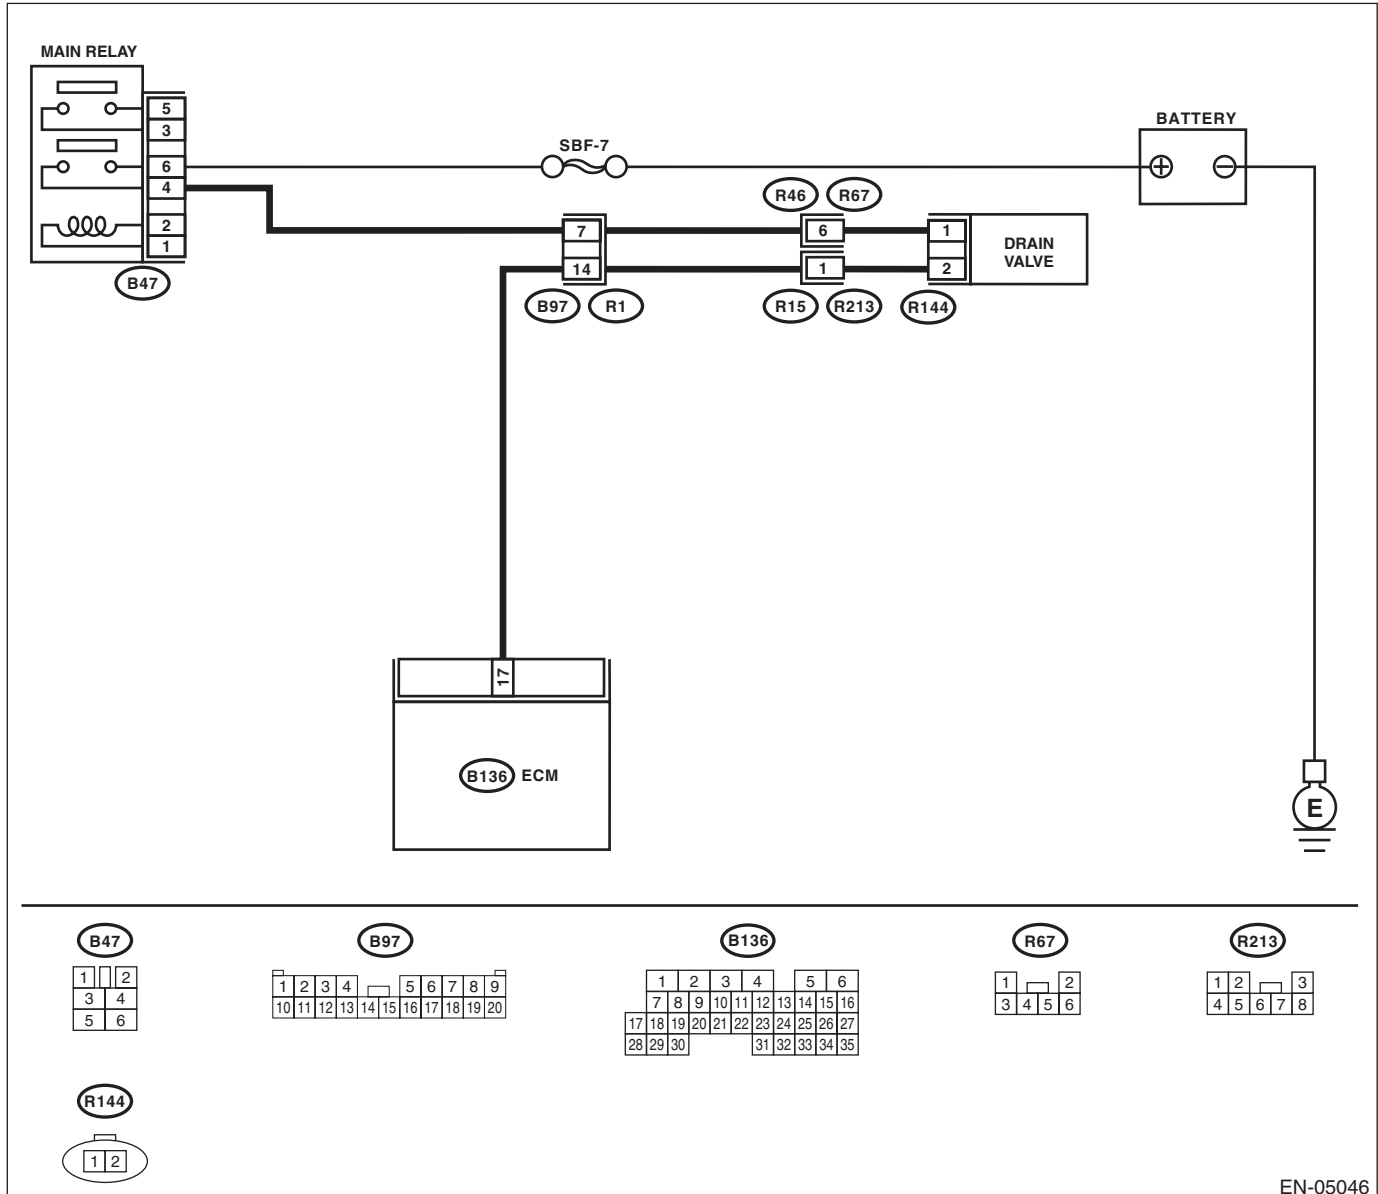 MAIN RELAY
5
3
6
4
2
1
B47
SBF-7
BATTERY
R46 R67
7
14
B97 R1
6
1
R15 R213
1
2
R144
DRAIN
VALVE
17
B136 ECM
E
B47
1 2
3 4
5 6
B97
1 2 3 4 5 6 7 8 9
10 11 12 13 14 15 16 17 18 19 20
B136
1 2 3 4 5 6
7 8 9 10 11 12 13 14 15 16
17 18 19 20 21 22 23 24 25 26 27
28 29 30 31 32 33 34 35
R67
1 2
3 4 5 6
R213
1 2 3
4 5 6 7 8
R144
1 2
EN-05046